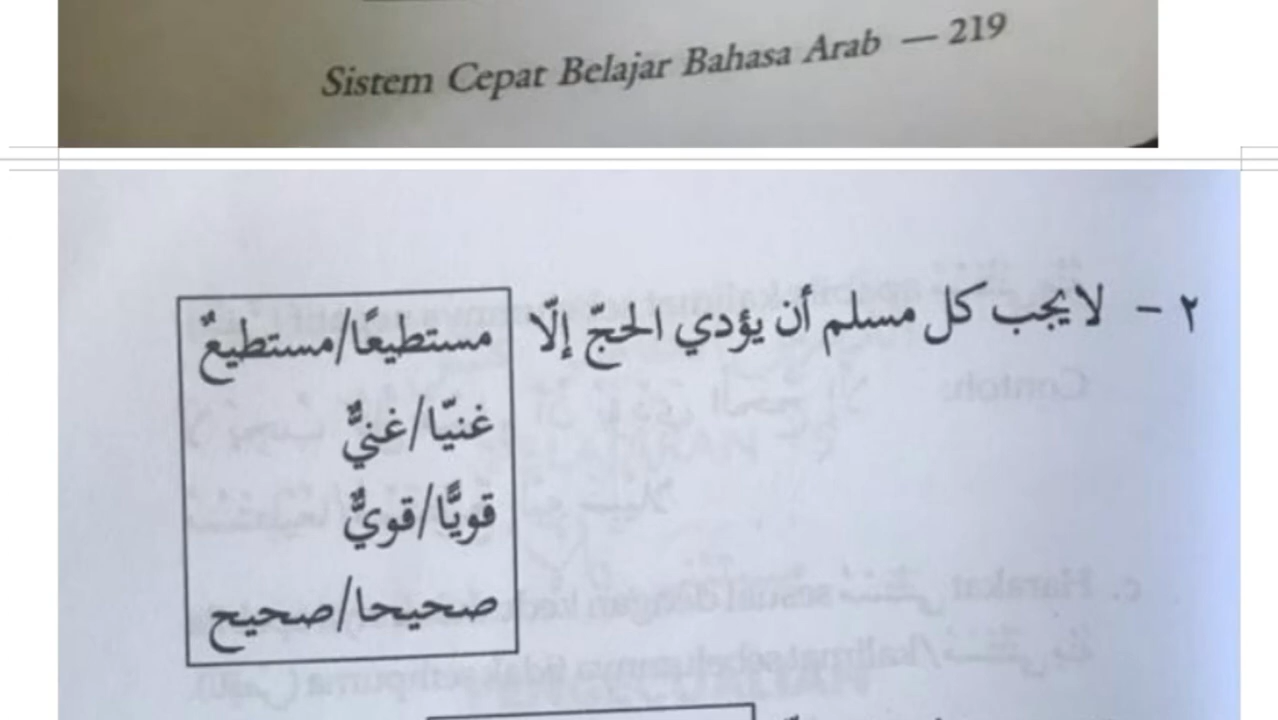 Sistem Cepat Belajar Bahasa Arab — 219
٢ - لا يجب كل مسلم أن يؤدي الحجّ إلّا مستطيعًا/مستطيعٌ
غنيّا/غنيٌّ
قويًّا/قويٌّ
صحيحا/صحيح